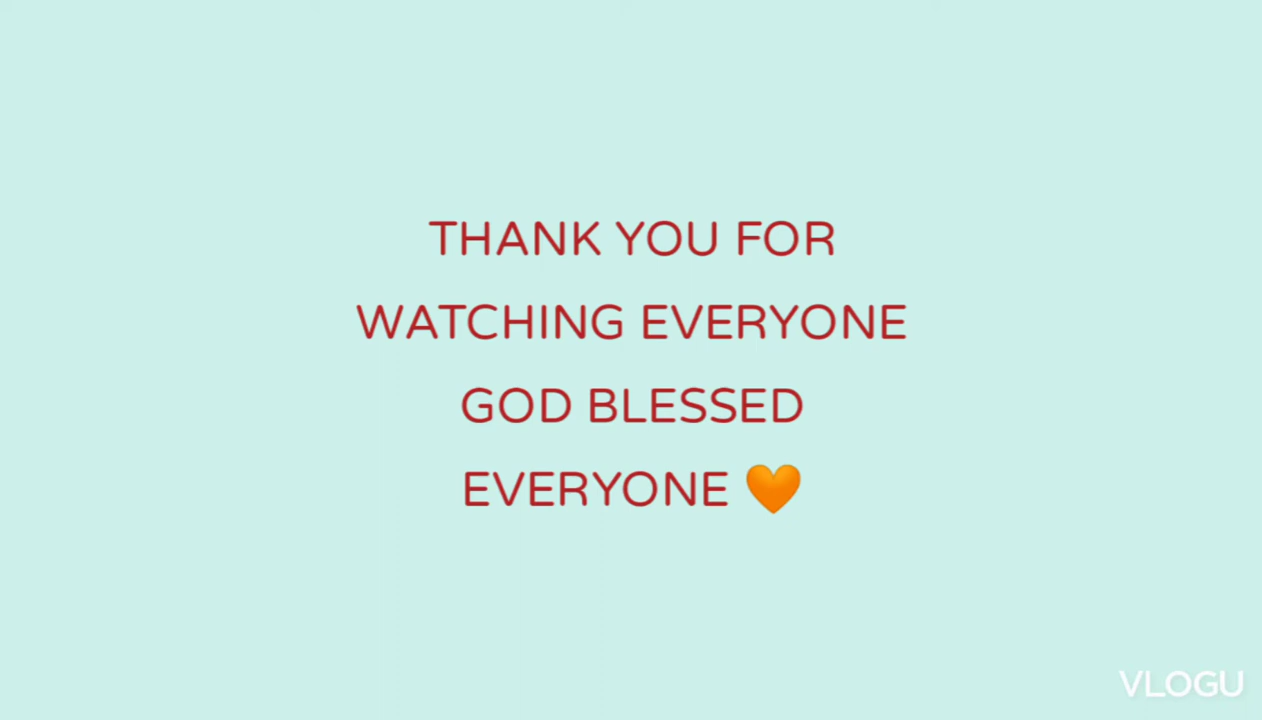 THANK YOU FOR
WATCHING EVERYONE
GOD BLESSED
EVERYONE 🧡
VLOGU